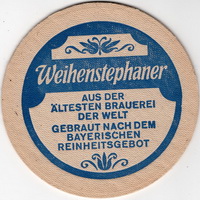 Weihenstephaner
AUS DER
ÄLTESTEN BRAUEREI
DER WELT
GEBRAUT NACH DEM
BAYERISCHEN
REINHEITSGEBOT